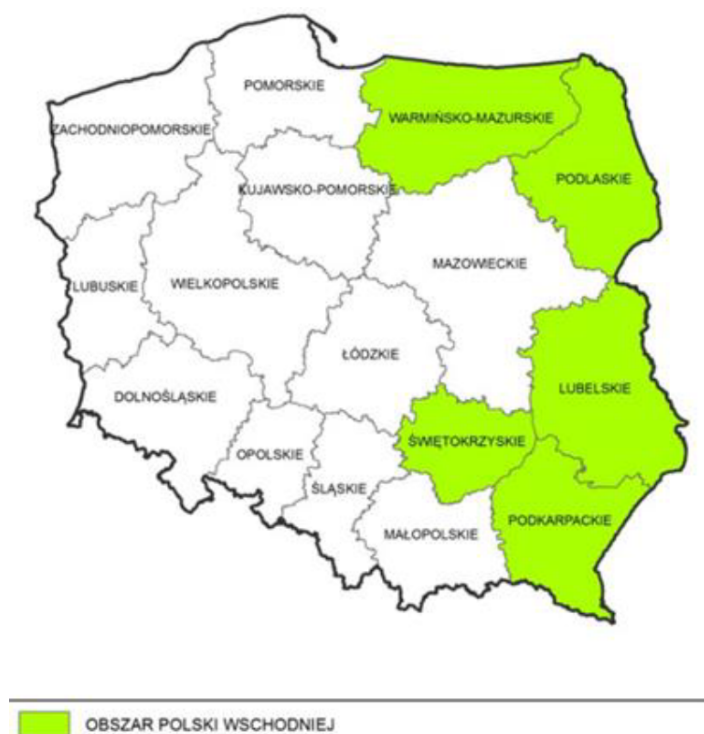 POMORSKIE
WARMIŃSKO-MAZURSKIE
ZACHODNIOPOMORSKIE
PODLASKIE
KUJAWSKO-POMORSKIE
MAZOWIECKIE
WIELKOPOLSKIE
LUBUSKIE
ŁÓDZKIE
LUBELSKIE
DOLNOŚLĄSKIE
ŚWIĘTOKRZYSKIE
OPOLSKIE
ŚLĄSKIE
PODKARPACKIE
MAŁOPOLSKIE
OBSZAR POLSKI WSCHODNIEJ